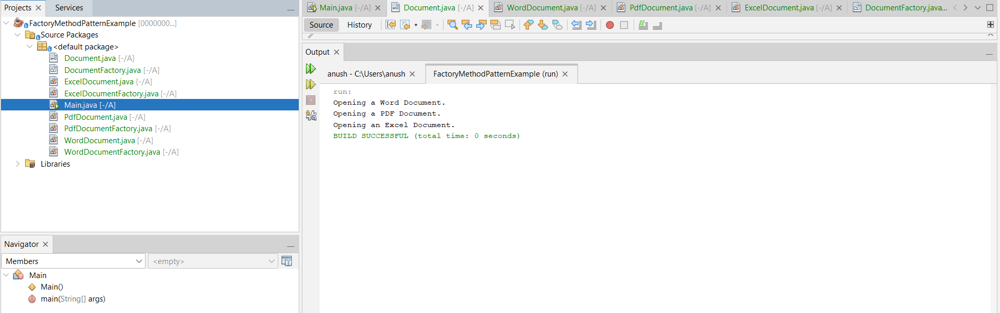 Projects Services
FactoryMethodPatternExample [0000000...]
Source Packages
<default package>
Document.java [-/A]
DocumentFactory.java [-/A]
ExcelDocument.java [-/A]
ExcelDocumentFactory.java [-/A]
Main.java [-/A]
PdfDocument.java [-/A]
PdfDocumentFactory.java [-/A]
WordDocument.java [-/A]
WordDocumentFactory.java [-/A]
Libraries
Navigator
Members <empty>
Main
Main()
main(String[] args)
Main.java [-/A] Document.java [-/A] WordDocument.java [-/A] PdfDocument.java [-/A] ExcelDocument.java [-/A] DocumentFactory.java...
Source History
Output
anush - C:\Users\anush FactoryMethodPatternExample (run)
run:
Opening a Word Document.
Opening a PDF Document.
Opening an Excel Document.
BUILD SUCCESSFUL (total time: 0 seconds)